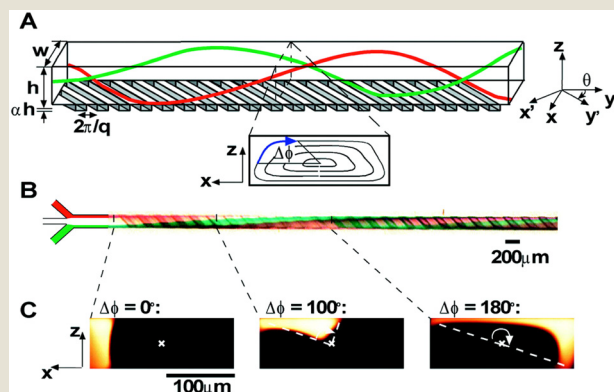 A
w
h
αh
2π/q
z
θ
x'
x
y'
y
z
x
Δϕ
B
200μm
C
Δϕ = 0°:
Δϕ = 100°:
Δϕ = 180°:
z
x
100μm